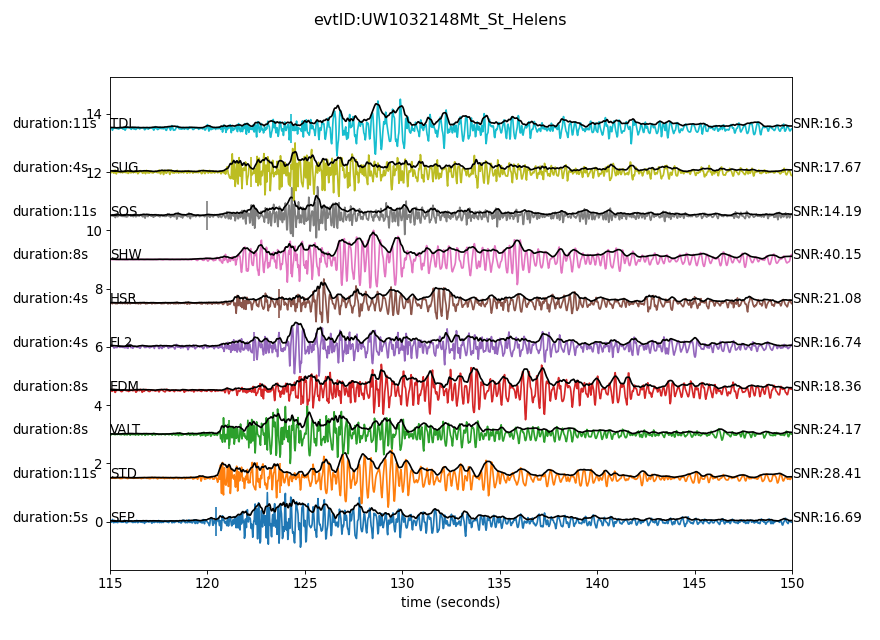 evtID:UW1032148Mt_St_Helens
14
duration:11s TDL SNR:16.3
duration:4s SUG SNR:17.67
12
duration:11s SOS SNR:14.19
10
duration:8s SHW SNR:40.15
8
duration:4s HSR SNR:21.08
duration:4s FL2 SNR:16.74
6
duration:8s EDM SNR:18.36
4
duration:8s VALT SNR:24.17
2
duration:11s STD SNR:28.41
duration:5s SEP SNR:16.69
0
115 120 125 130 135 140 145 150
time (seconds)